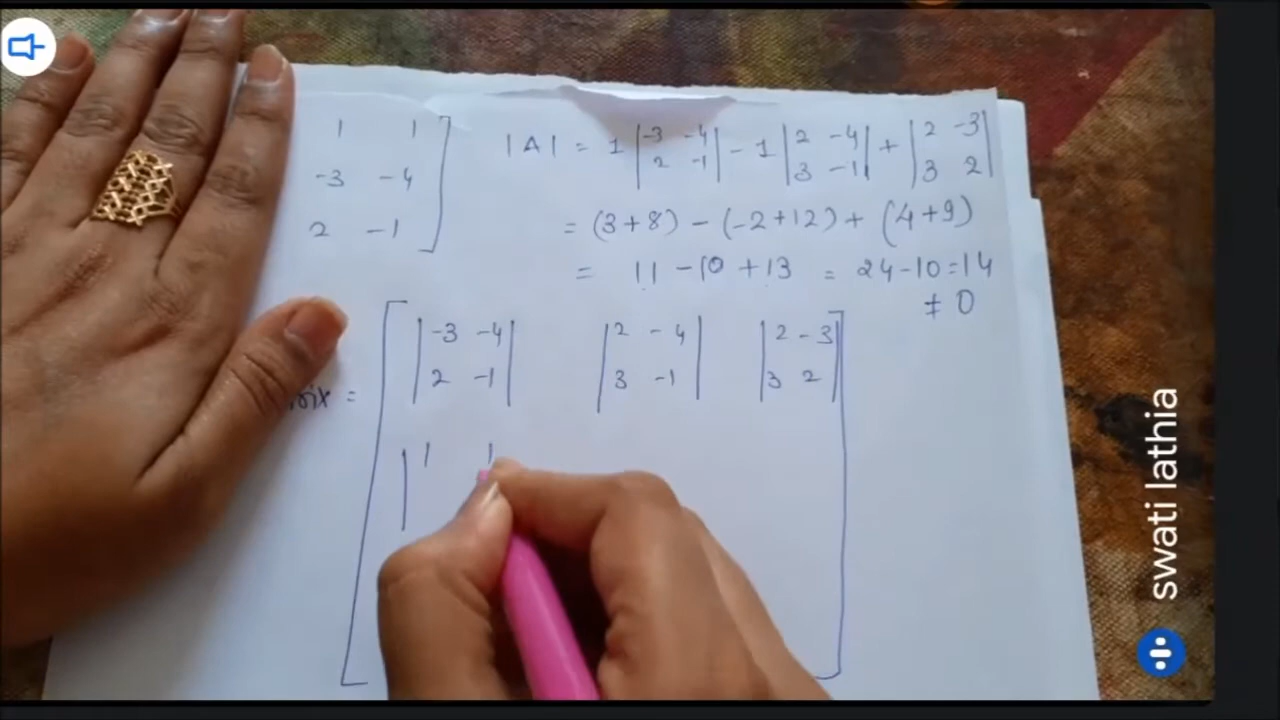 1 1
-3 -4
2 -1
|A| = 1 |-3 -4| - 1 |2 -4| + |2 -3|
|2 -1| |3 -1| |3 2|
= (3+8) - (-2+12) + (4+9)
= 11 -10 +13 = 24-10=14
≠ 0
|-3 -4| |2 -4| |2 -3|
|2 -1| |3 -1| |3 2|
rix =
| 1 1
swati lathia